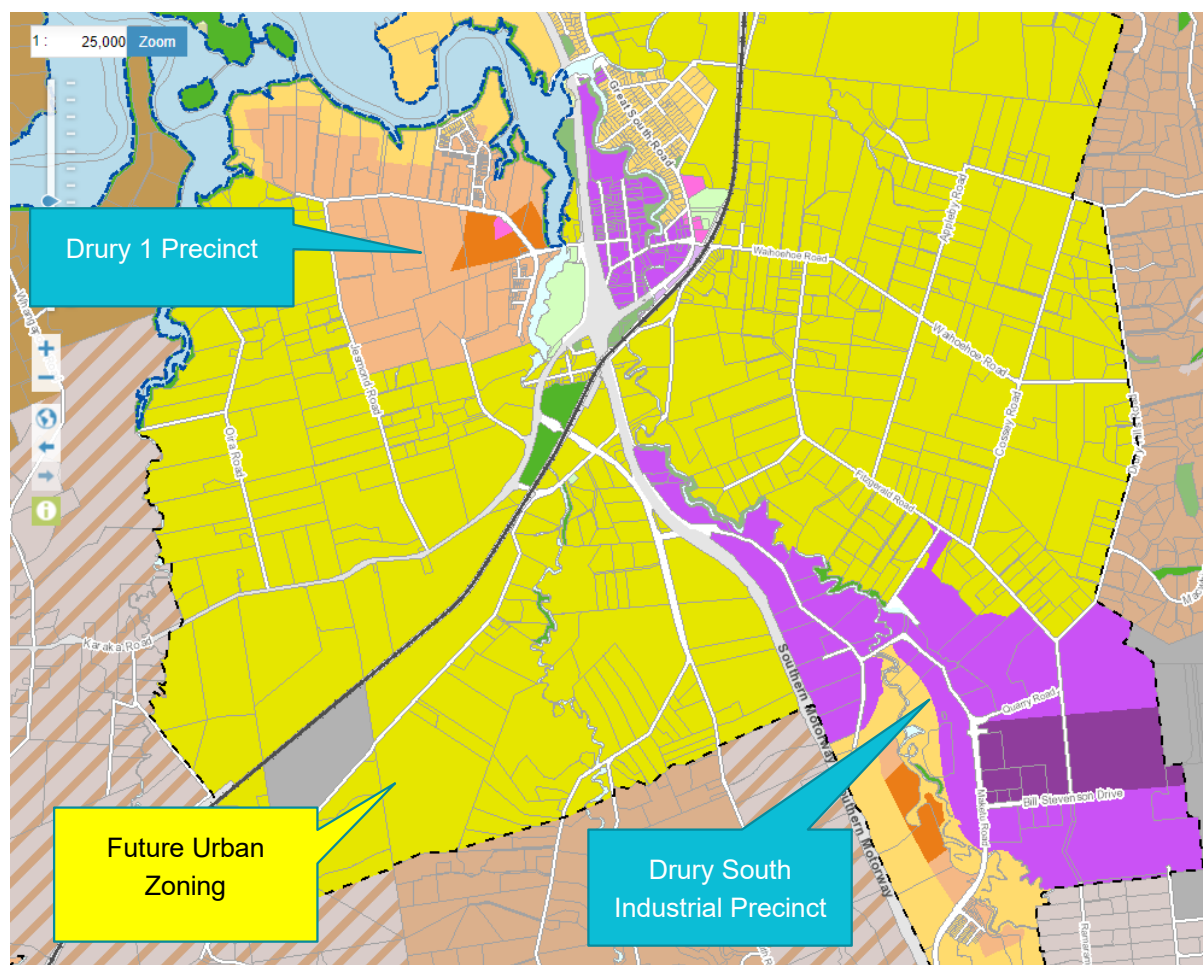 1 : 25,000 Zoom
Great South Road
Drury 1 Precinct
Appleby Road
Waihoehoe Road
Waihoehoe Road
Jesmond Road
Cossey Road
Oira Road
Fitzgerald Road
Karaka Road
Southern Motorway
Quarry Road
Bill Stevenson Drive
Maketu Road
Southern Motorway
Future Urban
Zoning
Drury South
Industrial Precinct